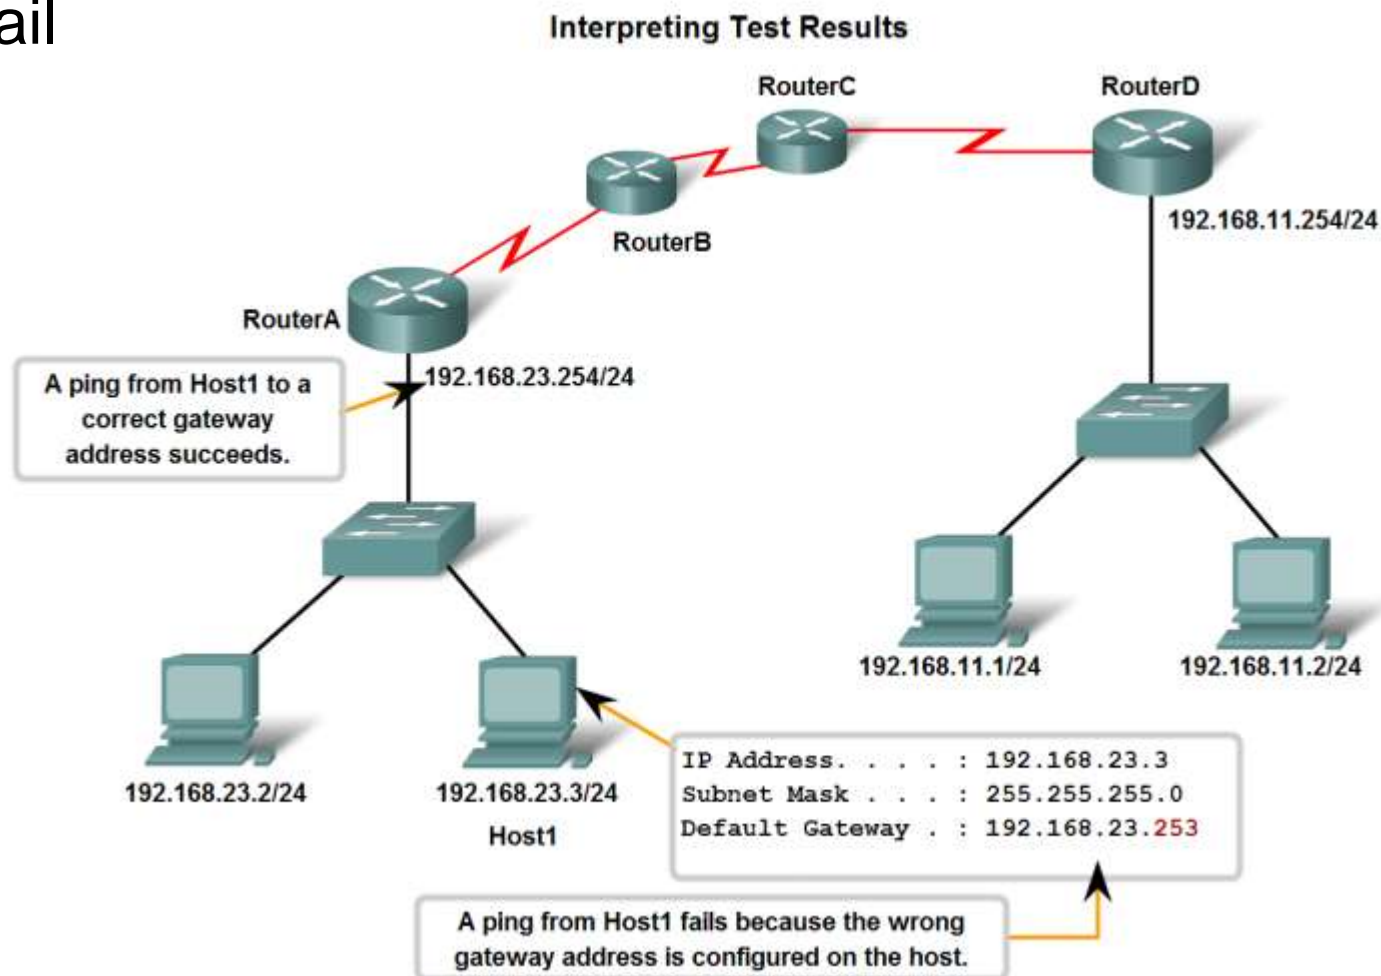 ail
Interpreting Test Results
RouterC
RouterD
192.168.11.254/24
RouterB
RouterA
192.168.23.254/24
A ping from Host1 to a
correct gateway
address succeeds.
192.168.11.1/24
192.168.11.2/24
192.168.23.2/24
192.168.23.3/24
Host1
IP Address. . . . : 192.168.23.3
Subnet Mask . . . : 255.255.255.0
Default Gateway . : 192.168.23.253
A ping from Host1 fails because the wrong
gateway address is configured on the host.